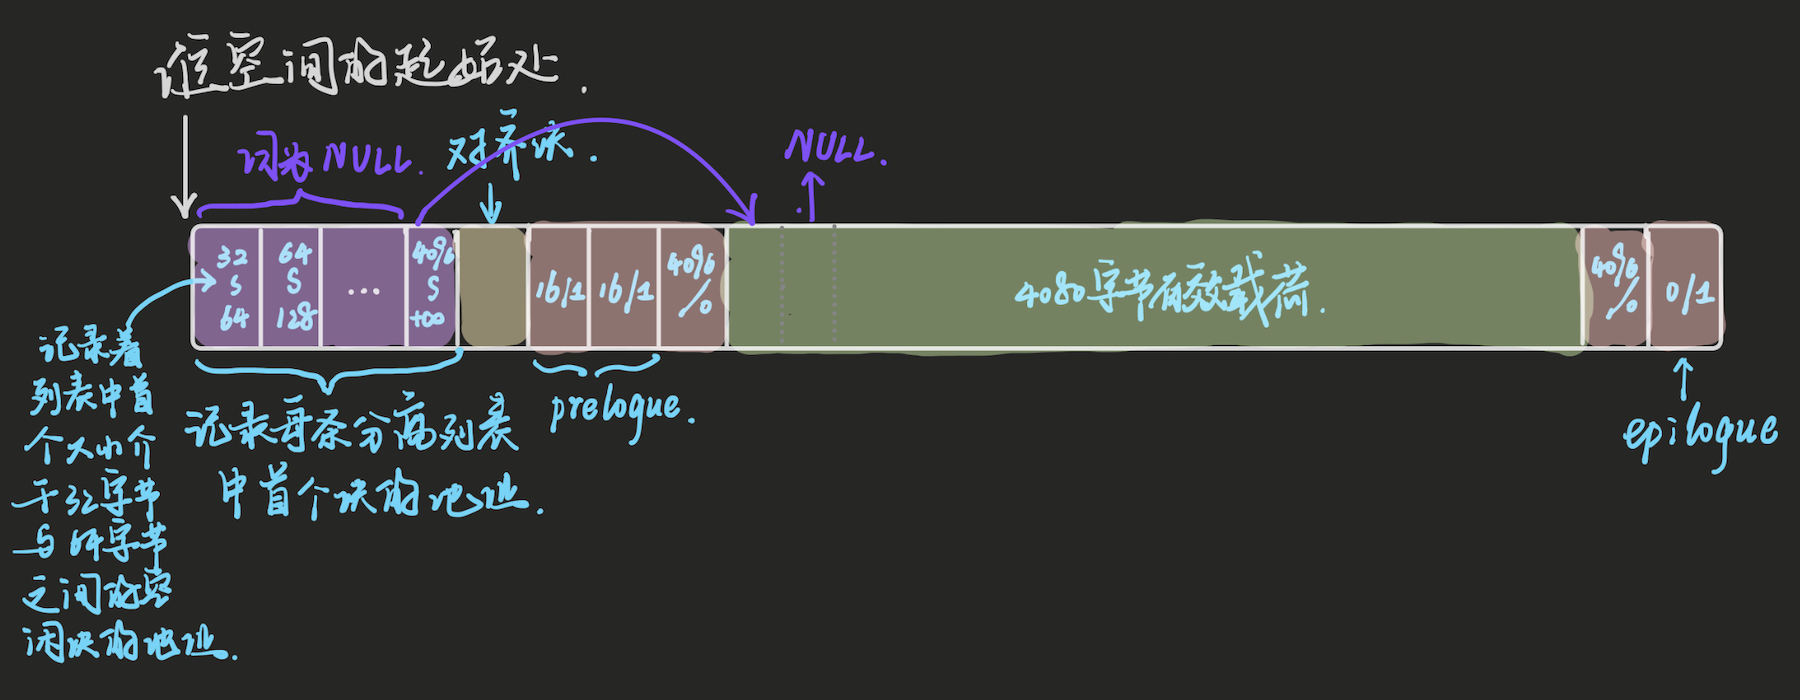 堆空间的起始处.
词为 NULL.
对齐块.
NULL.
32
S
64
64
S
128
...
4096
S
+∞
16/1
16/1
4096
/0
4080字节有效载荷.
4096
/0
0/1
记录着
列表中首
个大小介
于32字节
与64字节
之间的空
闲块的地址.
记录每条分离列表
中首个块的地址.
prologue.
epilogue